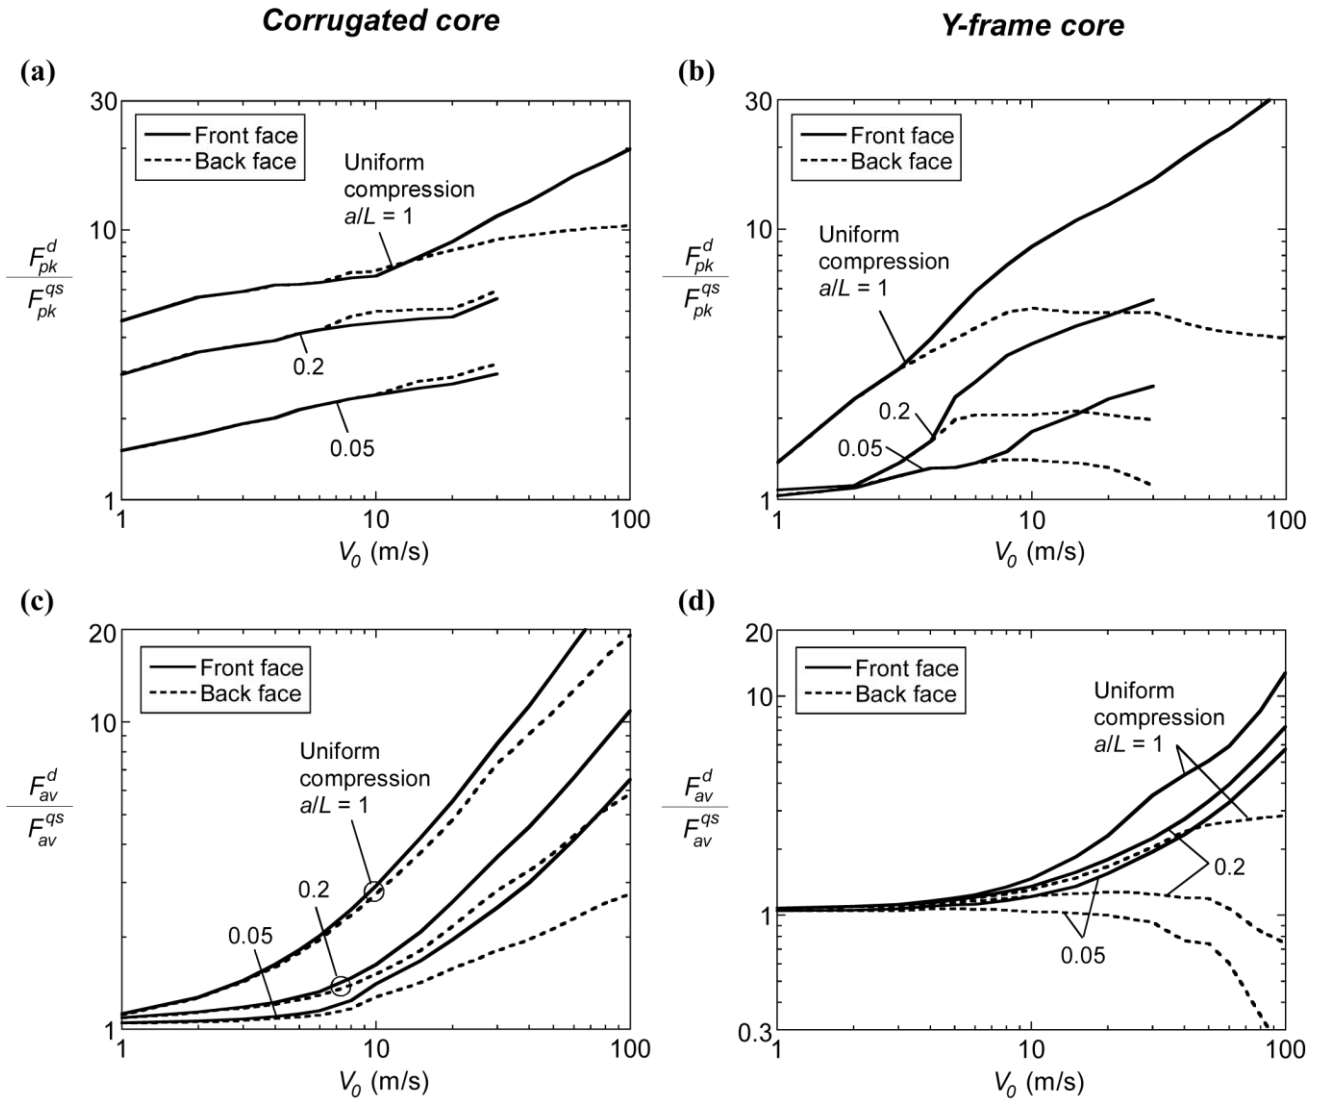 Corrugated core
Y-frame core
(a)
30
10
1
Front face
Back face
Uniform
compression
a/L = 1
0.2
0.05
F^d_pk
F^qs_pk
1
10
100
V_0 (m/s)
(b)
30
10
1
Front face
Back face
Uniform
compression
a/L = 1
0.2
0.05
F^d_pk
F^qs_pk
1
10
100
V_0 (m/s)
(c)
20
10
1
Front face
Back face
Uniform
compression
a/L = 1
0.2
0.05
F^d_av
F^qs_av
1
10
100
V_0 (m/s)
(d)
20
10
1
0.3
Front face
Back face
Uniform
compression
a/L = 1
0.2
0.05
F^d_av
F^qs_av
1
10
100
V_0 (m/s)